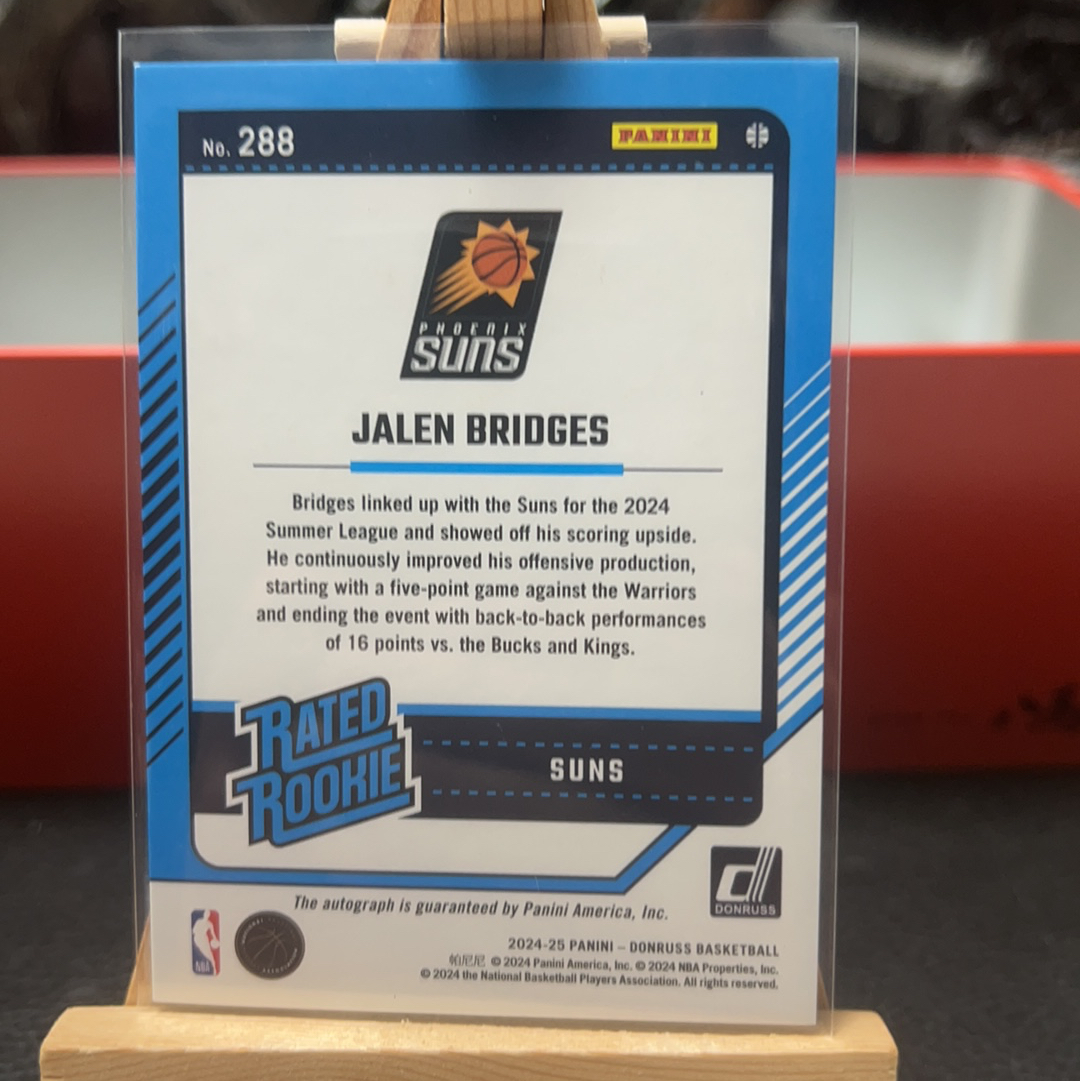 No. 288
PANINI
PHOENIX
SUNS
JALEN BRIDGES
Bridges linked up with the Suns for the 2024
Summer League and showed off his scoring upside.
He continuously improved his offensive production,
starting with a five-point game against the Warriors
and ending the event with back-to-back performances
of 16 points vs. the Bucks and Kings.
RATED
ROOKIE
SUNS
DONRUSS
The autograph is guaranteed by Panini America, Inc.
NBA
2024-25 PANINI – DONRUSS BASKETBALL
帕尼尼 © 2024 Panini America, Inc. © 2024 NBA Properties, Inc.
© 2024 the National Basketball Players Association. All rights reserved.